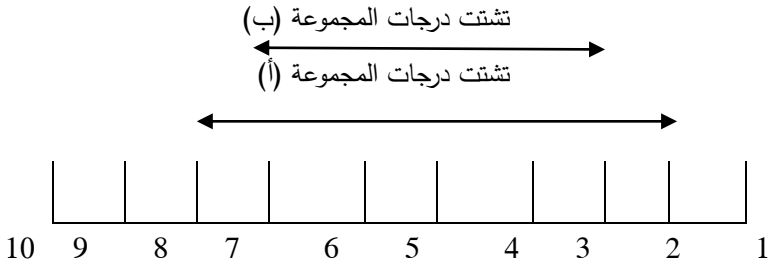 تشتت درجات المجموعة (ب)
تشتت درجات المجموعة (أ)
10 9 8 7 6 5 4 3 2 1